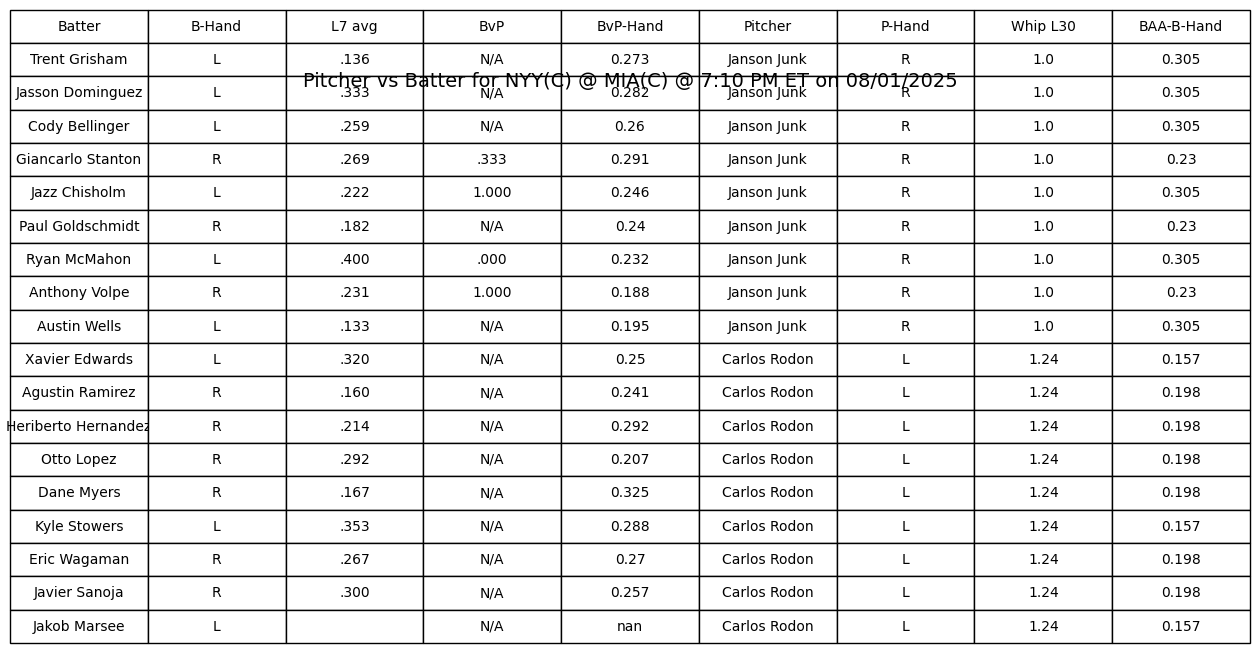 Batter B-Hand L7 avg BvP BvP-Hand Pitcher P-Hand Whip L30 BAA-B-Hand
Trent Grisham L .136 N/A 0.273 Janson Junk R 1.0 0.305
Pitcher vs Batter for NYY(C) @ MIA(C) @ 7:10 PM ET on 08/01/2025
Jasson Dominguez L .333 N/A 0.282 Janson Junk R 1.0 0.305
Cody Bellinger L .259 N/A 0.26 Janson Junk R 1.0 0.305
Giancarlo Stanton R .269 .333 0.291 Janson Junk R 1.0 0.23
Jazz Chisholm L .222 1.000 0.246 Janson Junk R 1.0 0.305
Paul Goldschmidt R .182 N/A 0.24 Janson Junk R 1.0 0.23
Ryan McMahon L .400 .000 0.232 Janson Junk R 1.0 0.305
Anthony Volpe R .231 1.000 0.188 Janson Junk R 1.0 0.23
Austin Wells L .133 N/A 0.195 Janson Junk R 1.0 0.305
Xavier Edwards L .320 N/A 0.25 Carlos Rodon L 1.24 0.157
Agustin Ramirez R .160 N/A 0.241 Carlos Rodon L 1.24 0.198
Heriberto Hernandez R .214 N/A 0.292 Carlos Rodon L 1.24 0.198
Otto Lopez R .292 N/A 0.207 Carlos Rodon L 1.24 0.198
Dane Myers R .167 N/A 0.325 Carlos Rodon L 1.24 0.198
Kyle Stowers L .353 N/A 0.288 Carlos Rodon L 1.24 0.157
Eric Wagaman R .267 N/A 0.27 Carlos Rodon L 1.24 0.198
Javier Sanoja R .300 N/A 0.257 Carlos Rodon L 1.24 0.198
Jakob Marsee L N/A nan Carlos Rodon L 1.24 0.157